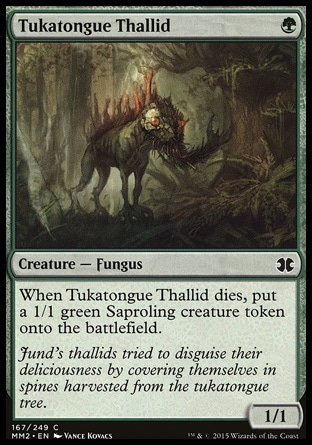 Tukatongue Thallid
Creature — Fungus
When Tukatongue Thallid dies, put
a 1/1 green Saproling creature token
onto the battlefield.
Jund's thallids tried to disguise their
deliciousness by covering themselves in
spines harvested from the tukatongue
tree.
1/1
167/249 C
MM2 • EN Vance Kovacs
™ & © 2015 Wizards of the Coast